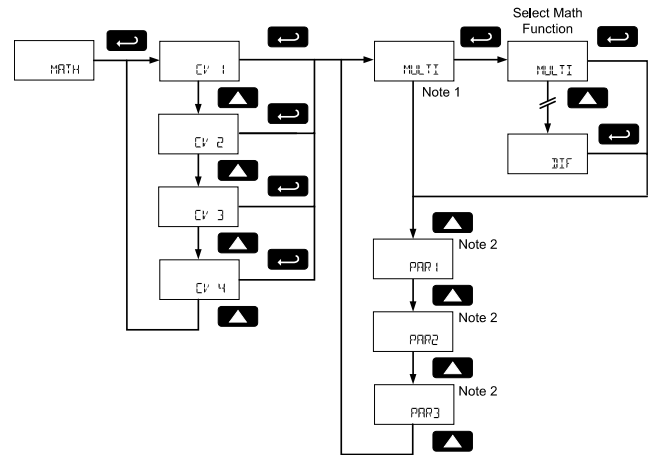 Select Math
Function
MATH
CV 1
MULTI
MULTI
Note 1
CV 2
DIF
CV 3
Note 2
PAR1
CV 4
Note 2
PAR2
Note 2
PAR3